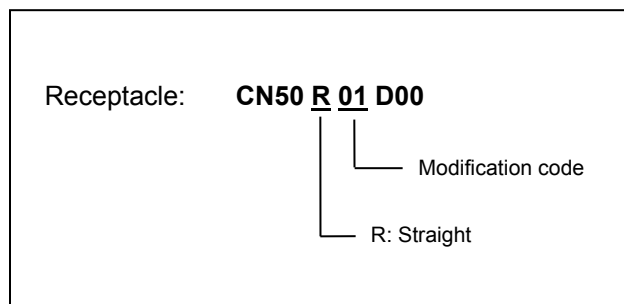 Receptacle: CN50 R 01 D00
Modification code
R: Straight